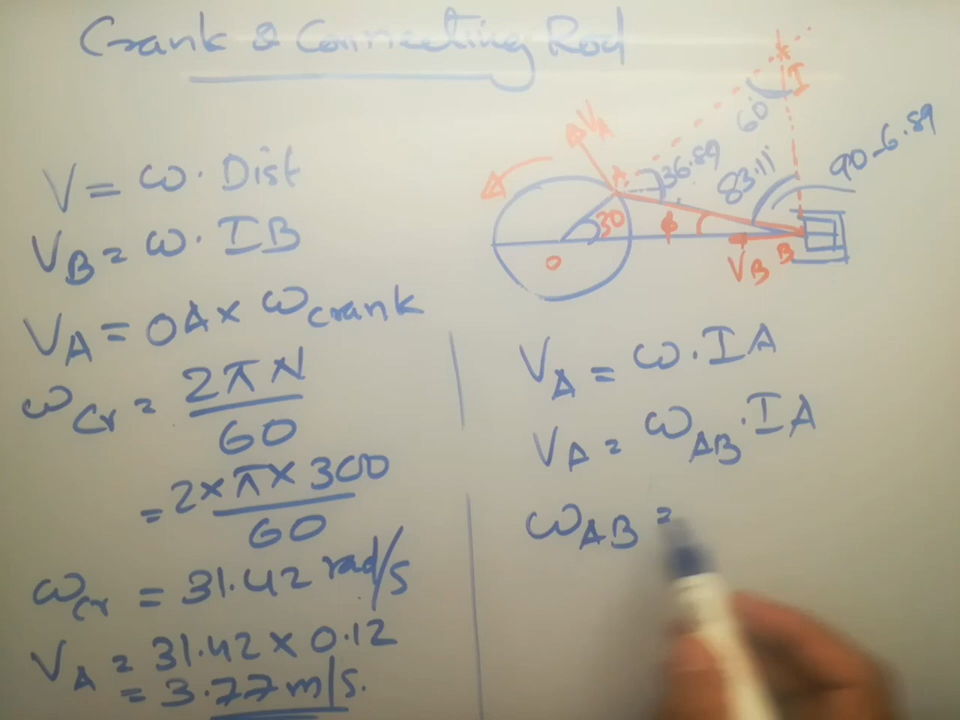 Crank & Connecting Rod
V = ω · Dist
V_B = ω · IB
V_A = OA × ω_crank
ω_Cr = 2πN
60
= 2 × π × 300
60
ω_cr = 31.42 rad/s
V_A = 31.42 × 0.12
= 3.77 m/s.
V_A
A
I
60
36.89
83.11
90-6.89
30
ϕ
O
V_B
B
V_A = ω · IA
V_A = ω_AB · IA
ω_AB =